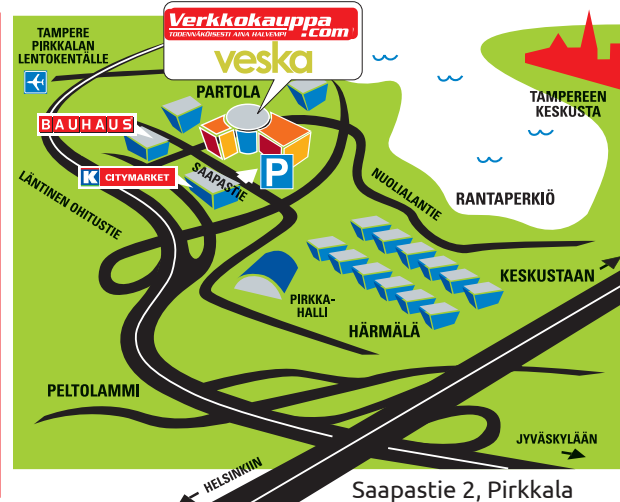 TAMPERE
PIRKKALAN
LENTOKENTÄLLE
Verkkokauppa
.com
TODENNÄKÖISESTI AINA HALVEMPI
veska
PARTOLA
TAMPEREEN
KESKUSTA
BAUHAUS
K CITYMARKET
SAAPASTIE
P
NUOLIALANTIE
RANTAPERKIÖ
LÄNTINEN OHITUSTIE
KESKUSTAAN
PIRKKA-
HALLI
HÄRMÄLÄ
PELTOLAMMI
JYVÄSKYLÄÄN
HELSINKIIN
Saapastie 2, Pirkkala